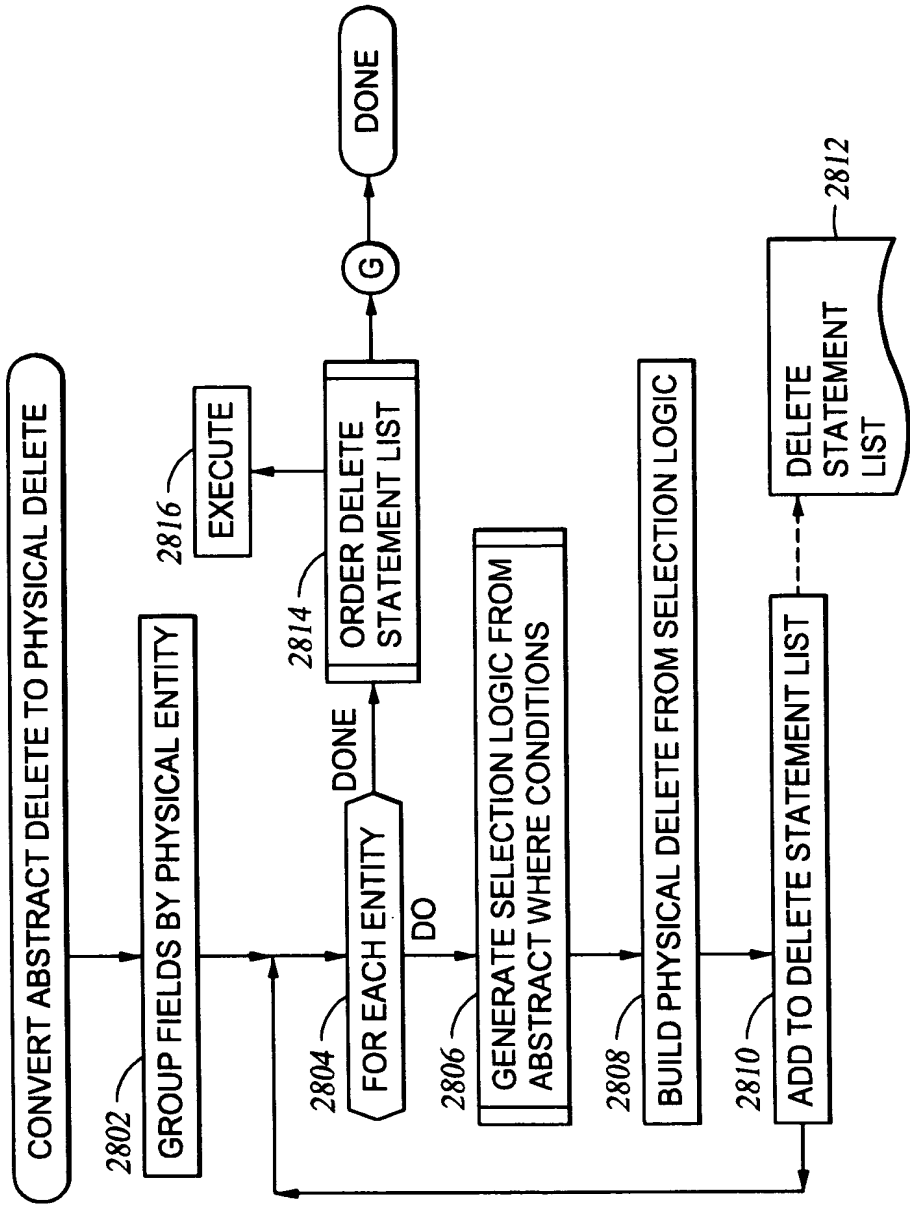 CONVERT ABSTRACT DELETE TO PHYSICAL DELETE
2802
GROUP FIELDS BY PHYSICAL ENTITY
2804
FOR EACH ENTITY
DONE
DO
2814
ORDER DELETE
STATEMENT LIST
2816
EXECUTE
G
DONE
2806
GENERATE SELECTION LOGIC FROM
ABSTRACT WHERE CONDITIONS
2808
BUILD PHYSICAL DELETE FROM SELECTION LOGIC
2810
ADD TO DELETE STATEMENT LIST
DELETE
STATEMENT
LIST
2812